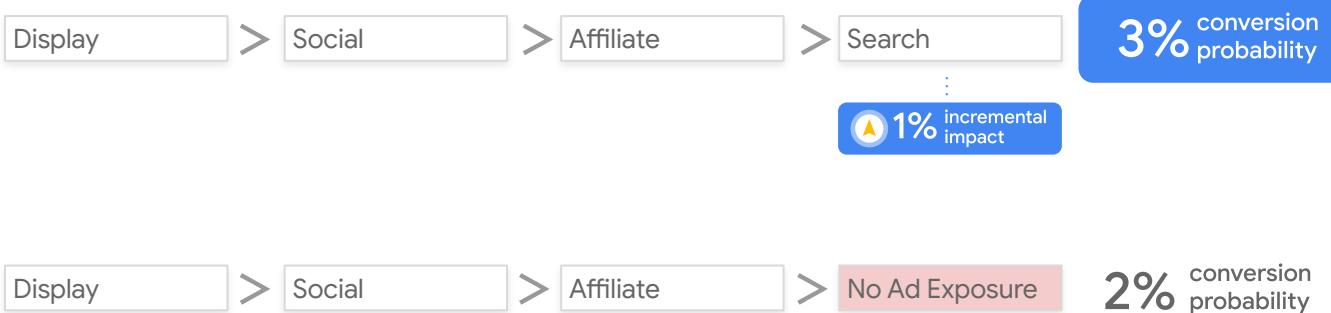 Display > Social > Affiliate > Search
3% conversion probability
1% incremental impact
Display > Social > Affiliate > No Ad Exposure
2% conversion probability